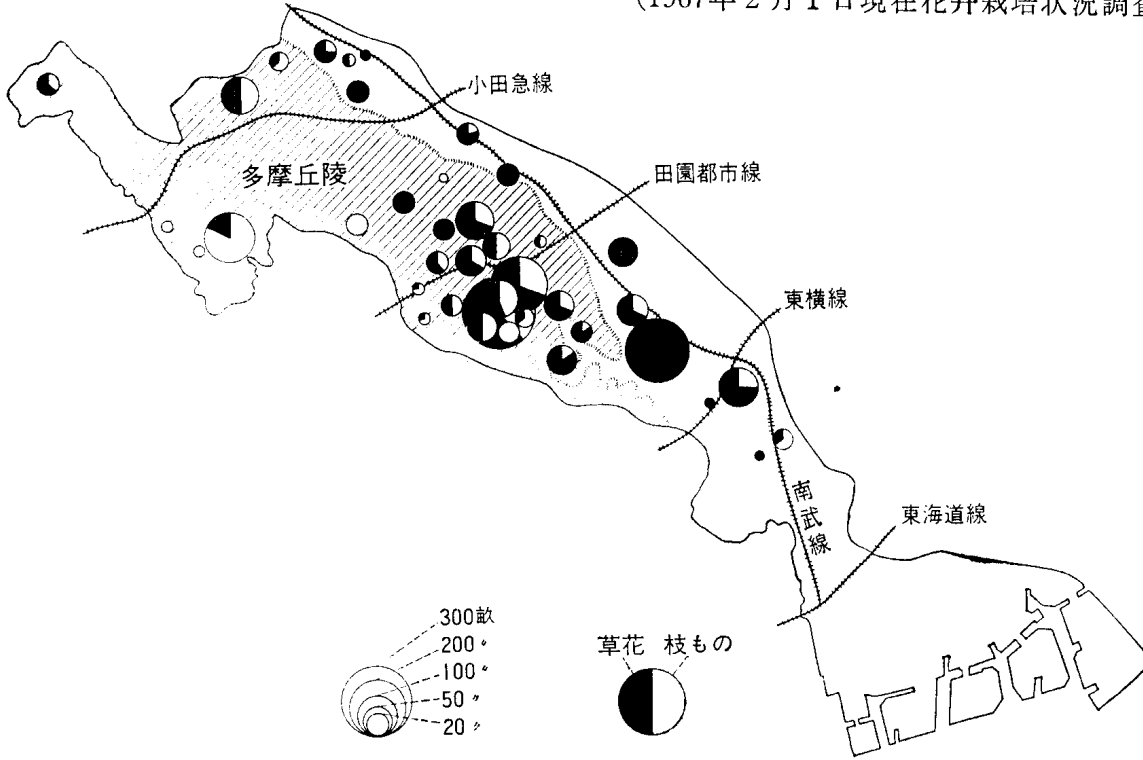 (1967年2月1日現在花卉栽培状況調査
小田急線
多摩丘陵
田園都市線
東横線
南武線
東海道線
300畝
200〃
100〃
50〃
20〃
草花 枝もの